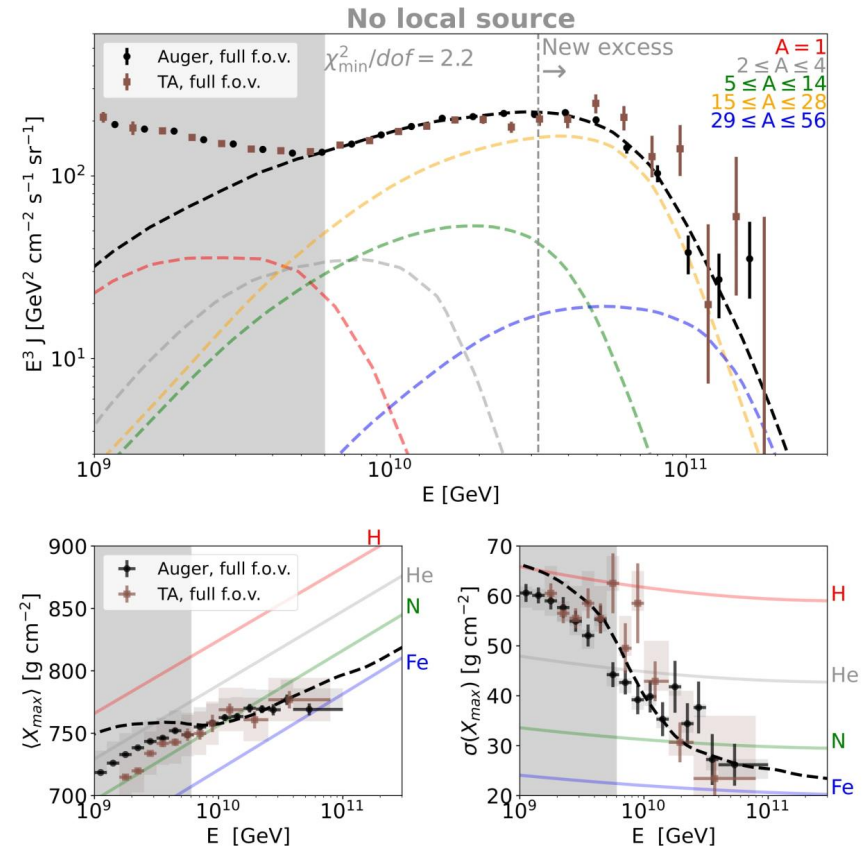 No local source
Auger, full f.o.v.
TA, full f.o.v.
χ²min/dof = 2.2
New excess
→
A = 1
2 ≤ A ≤ 4
5 ≤ A ≤ 14
15 ≤ A ≤ 28
29 ≤ A ≤ 56
E³ J [GeV² cm⁻² s⁻¹ sr⁻¹]
10²
10¹
10⁹
10¹⁰
10¹¹
E [GeV]
900
850
800
750
700
⟨Xmax⟩ [g cm⁻²]
Auger, full f.o.v.
TA, full f.o.v.
H
He
N
Fe
10⁹
10¹⁰
10¹¹
E [GeV]
70
60
50
40
30
20
σ(Xmax) [g cm⁻²]
H
He
N
Fe
10⁹
10¹⁰
10¹¹
E [GeV]